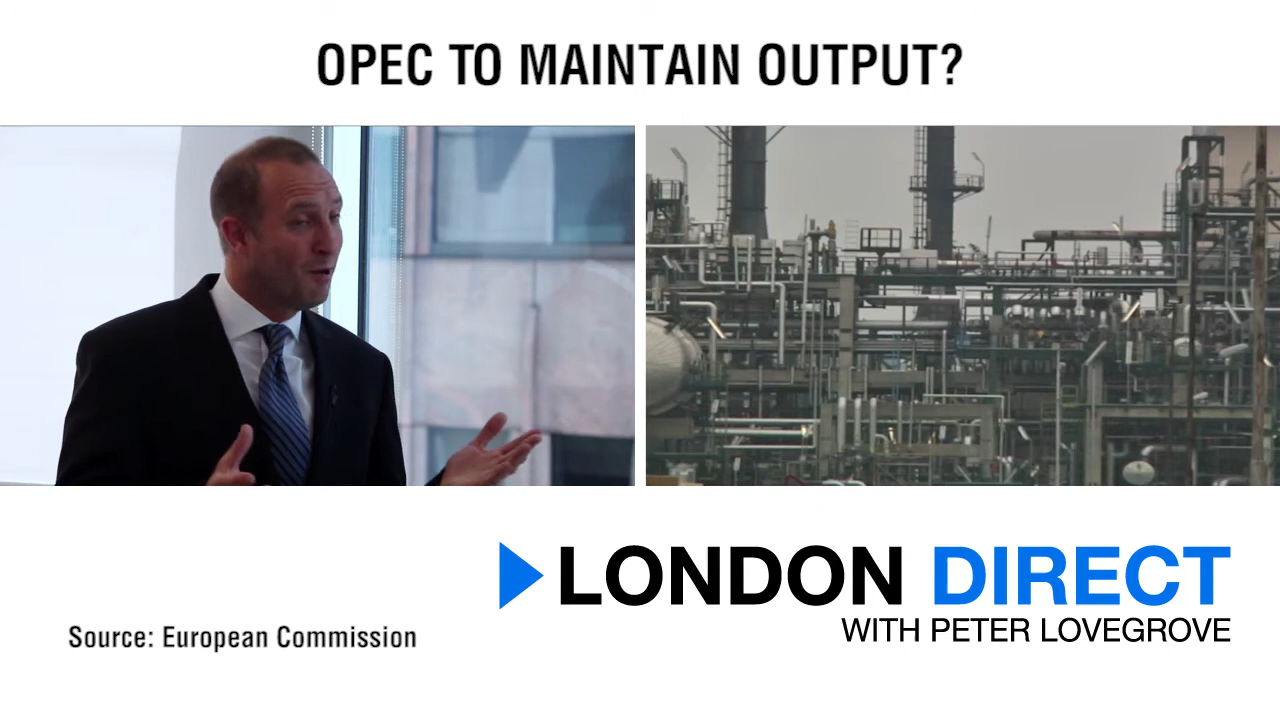 OPEC TO MAINTAIN OUTPUT?
LONDON DIRECT
WITH PETER LOVEGROVE
Source: European Commission